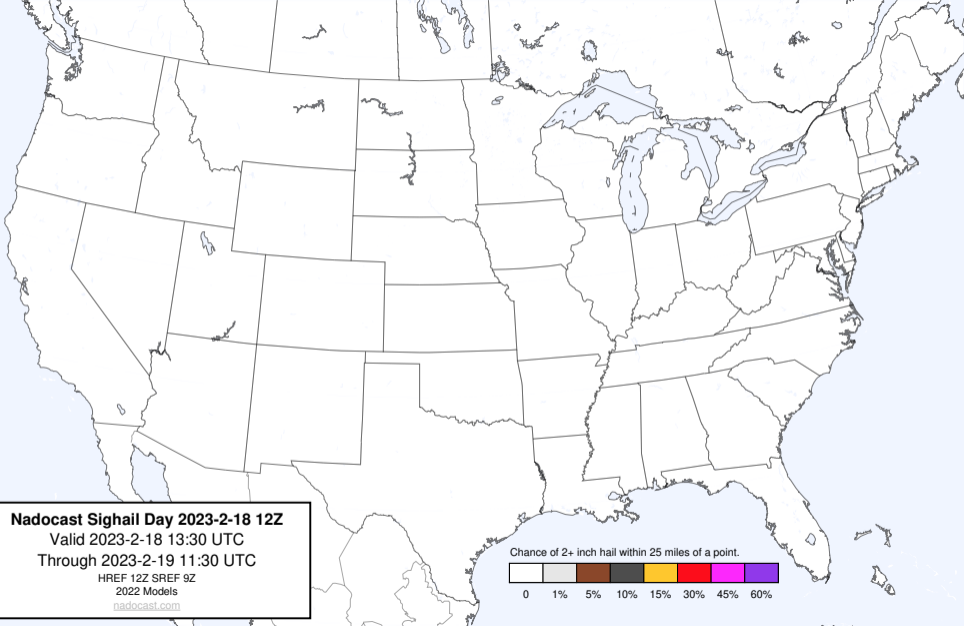 Nadocast Sighail Day 2023-2-18 12Z
Valid 2023-2-18 13:30 UTC
Through 2023-2-19 11:30 UTC
HREF 12Z SREF 9Z
2022 Models
nadocast.com
Chance of 2+ inch hail within 25 miles of a point.
0 1% 5% 10% 15% 30% 45% 60%